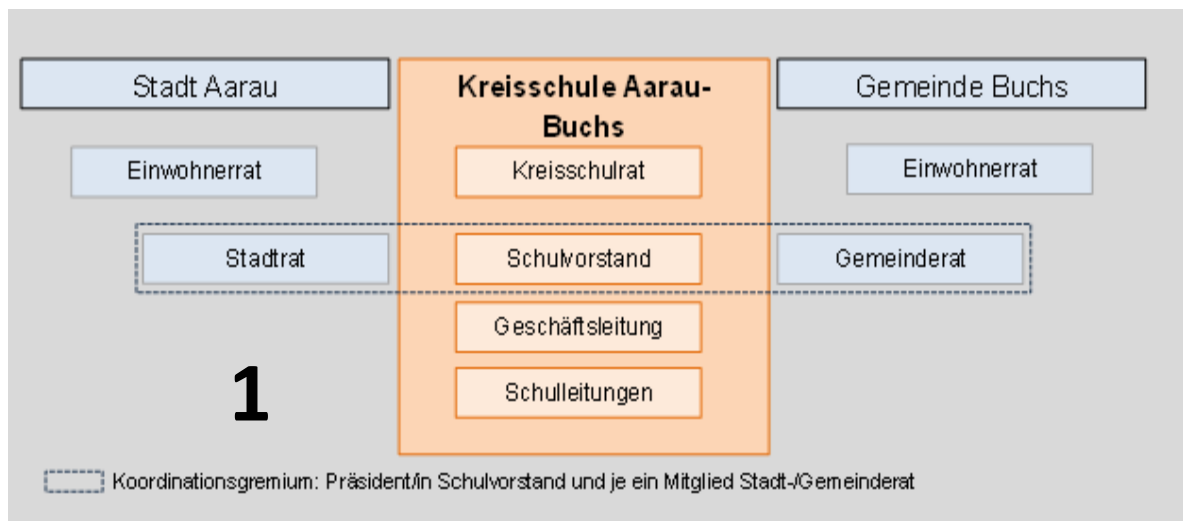 Stadt Aarau
Kreisschule Aarau-
Buchs
Gemeinde Buchs
Einwohnerrat
Kreisschulrat
Einwohnerrat
Stadtrat
Schulvorstand
Gemeinderat
Geschäftsleitung
Schulleitungen
1
Koordinationsgremium: Präsident/in Schulvorstand und je ein Mitglied Stadt-/Gemeinderat